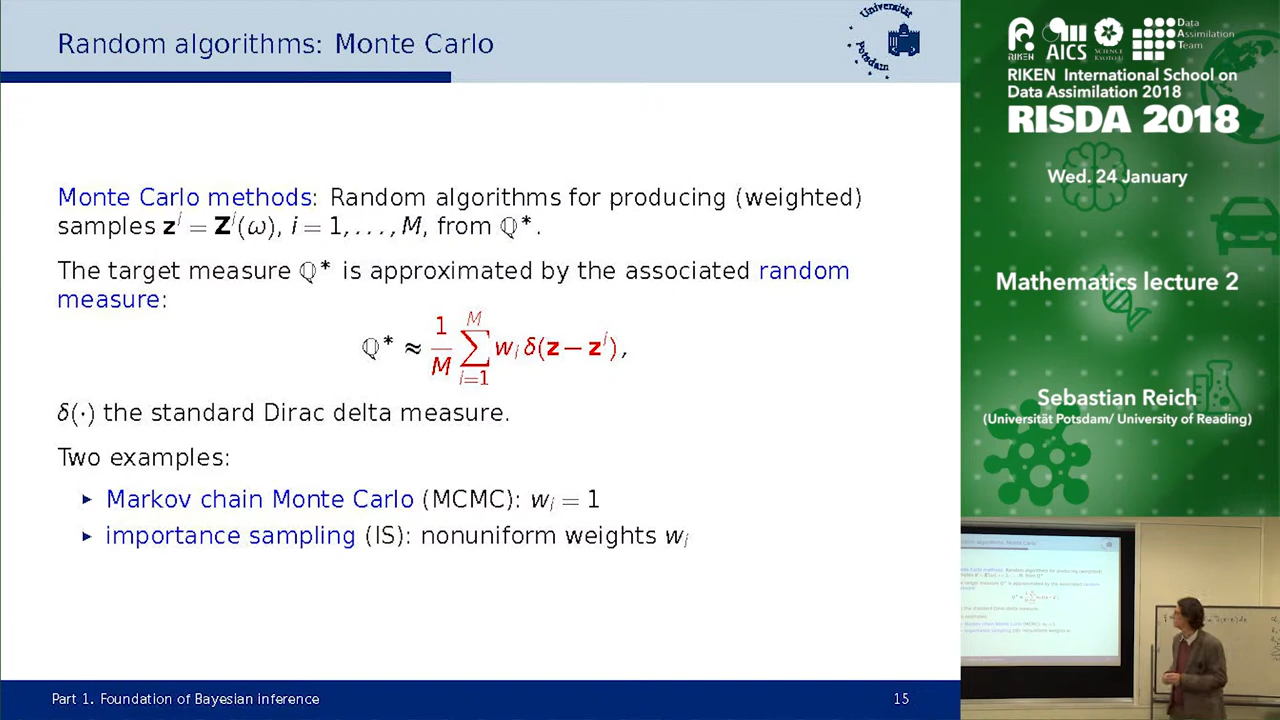 Random algorithms: Monte Carlo
Universität
Potsdam
Monte Carlo methods: Random algorithms for producing (weighted)
samples zⁱ = Zⁱ(ω), i = 1, . . . , M, from ℚ*.
The target measure ℚ* is approximated by the associated random
measure:
ℚ* ≈ 1/M ∑_{i=1}^{M} w_i δ(z − zⁱ) ,
δ(·) the standard Dirac delta measure.
Two examples:
▸ Markov chain Monte Carlo (MCMC): w_i = 1
▸ importance sampling (IS): nonuniform weights w_i
Part 1. Foundation of Bayesian inference
15
RIKEN
AICS
SCIENCE
Data
Assimilation
Team
RIKEN International School on
Data Assimilation 2018
RISDA 2018
Wed. 24 January
Mathematics lecture 2
Sebastian Reich
(Universität Potsdam/ University of Reading)